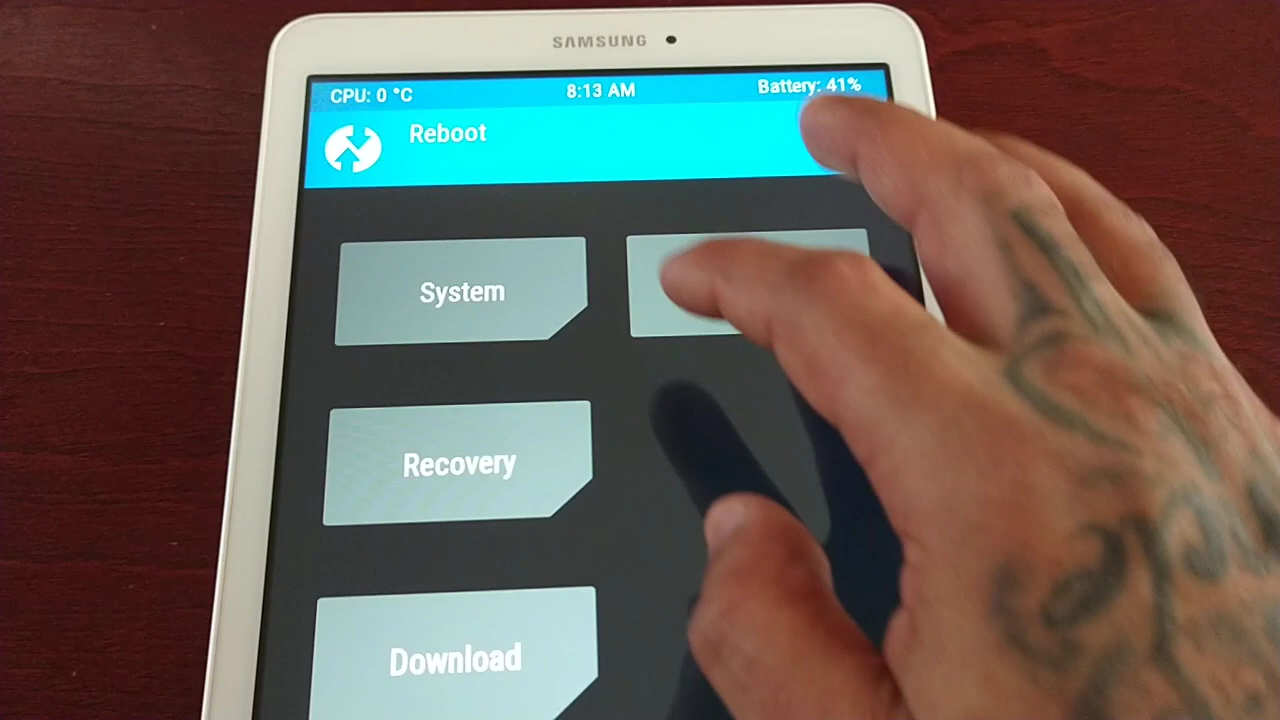 SAMSUNG
CPU: 0 °C
8:13 AM
Battery: 41%
Reboot
System
Recovery
Download